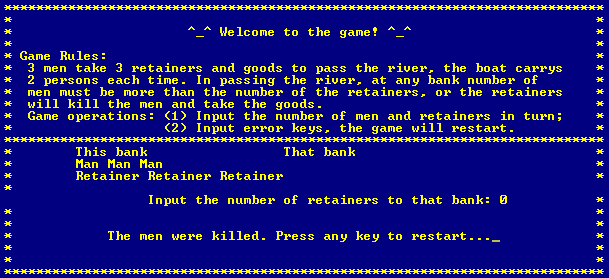 ^_^ Welcome to the game! ^_^
Game Rules:
3 men take 3 retainers and goods to pass the river, the boat carrys
2 persons each time. In passing the river, at any bank number of
men must be more than the number of the retainers, or the retainers
will kill the men and take the goods.
Game operations: (1) Input the number of men and retainers in turn;
(2) Input error keys, the game will restart.
This bank That bank
Man Man Man
Retainer Retainer Retainer
Input the number of retainers to that bank: 0
The men were killed. Press any key to restart..._